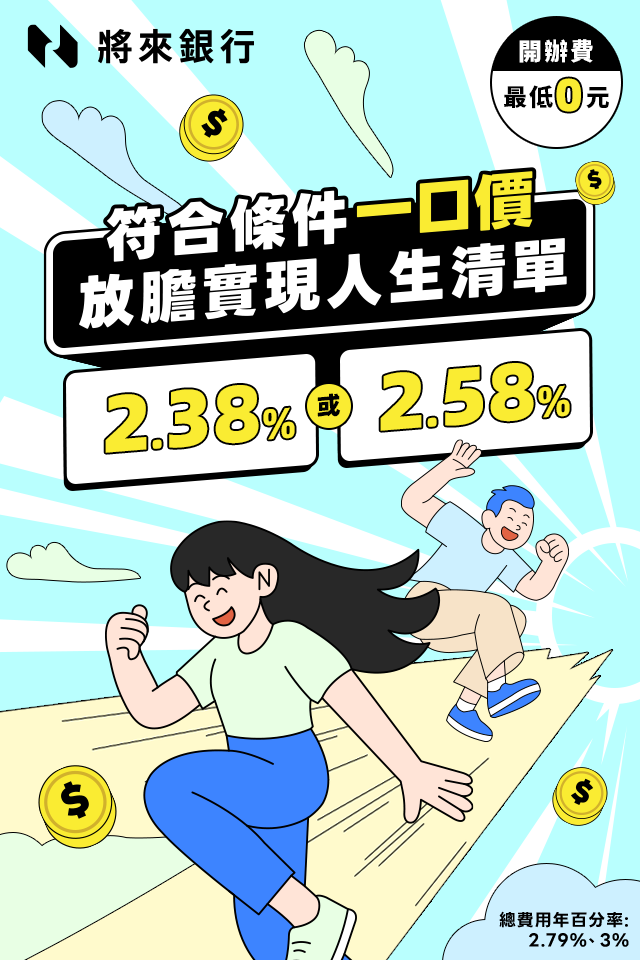 將來銀行
開辦費
最低0元
符合條件一口價
放膽實現人生清單
2.38%
或
2.58%
N
$
$
$
$
總費用年百分率:
2.79%、3%